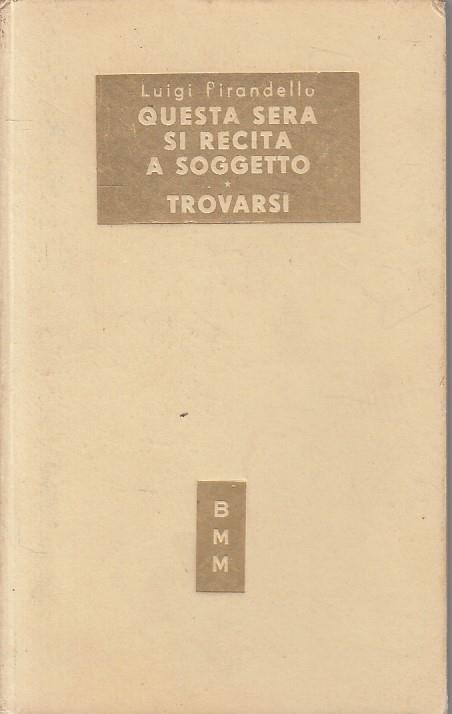 Luigi Pirandello
QUESTA SERA
SI RECITA
A SOGGETTO
*
TROVARSI
B
M
M